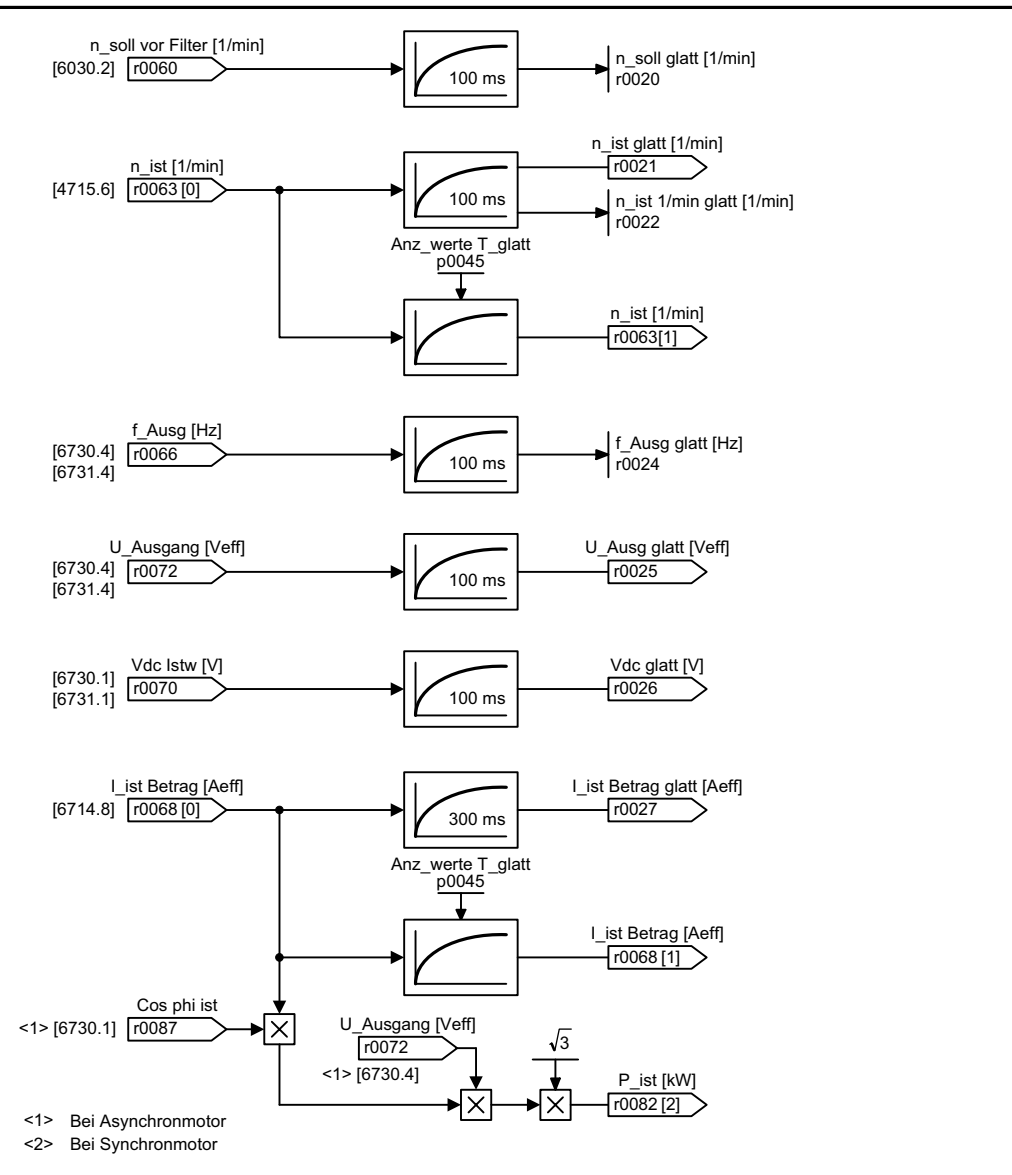 n_soll vor Filter [1/min]
[6030.2] r0060
100 ms
n_soll glatt [1/min]
r0020
n_ist [1/min]
[4715.6] r0063 [0]
100 ms
n_ist glatt [1/min]
r0021
n_ist 1/min glatt [1/min]
r0022
Anz_werte T_glatt
p0045
n_ist [1/min]
r0063[1]
f_Ausg [Hz]
[6730.4] r0066
[6731.4]
100 ms
f_Ausg glatt [Hz]
r0024
U_Ausgang [Veff]
[6730.4] r0072
[6731.4]
100 ms
U_Ausg glatt [Veff]
r0025
Vdc Istw [V]
[6730.1] r0070
[6731.1]
100 ms
Vdc glatt [V]
r0026
I_ist Betrag [Aeff]
[6714.8] r0068 [0]
300 ms
I_ist Betrag glatt [Aeff]
r0027
Anz_werte T_glatt
p0045
I_ist Betrag [Aeff]
r0068 [1]
Cos phi ist
<1> [6730.1] r0087
U_Ausgang [Veff]
r0072
<1> [6730.4]
√3
P_ist [kW]
r0082 [2]
<1> Bei Asynchronmotor
<2> Bei Synchronmotor